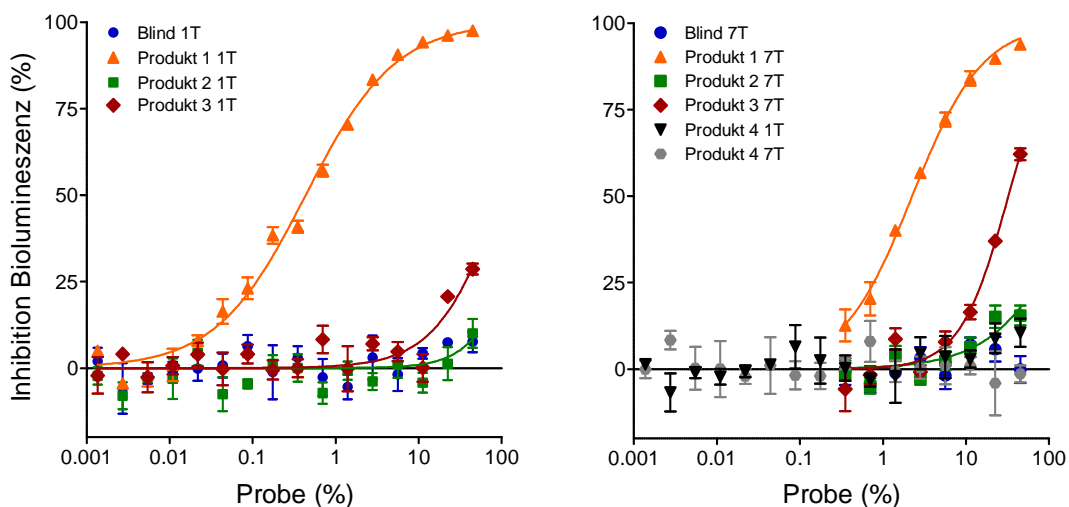 Inhibition Biolumineszenz (%)
100
75
50
25
0
Blind 1T
Produkt 1 1T
Produkt 2 1T
Produkt 3 1T
0.001
0.01
0.1
1
10
100
Probe (%)
100
75
50
25
0
Blind 7T
Produkt 1 7T
Produkt 2 7T
Produkt 3 7T
Produkt 4 1T
Produkt 4 7T
0.001
0.01
0.1
1
10
100
Probe (%)